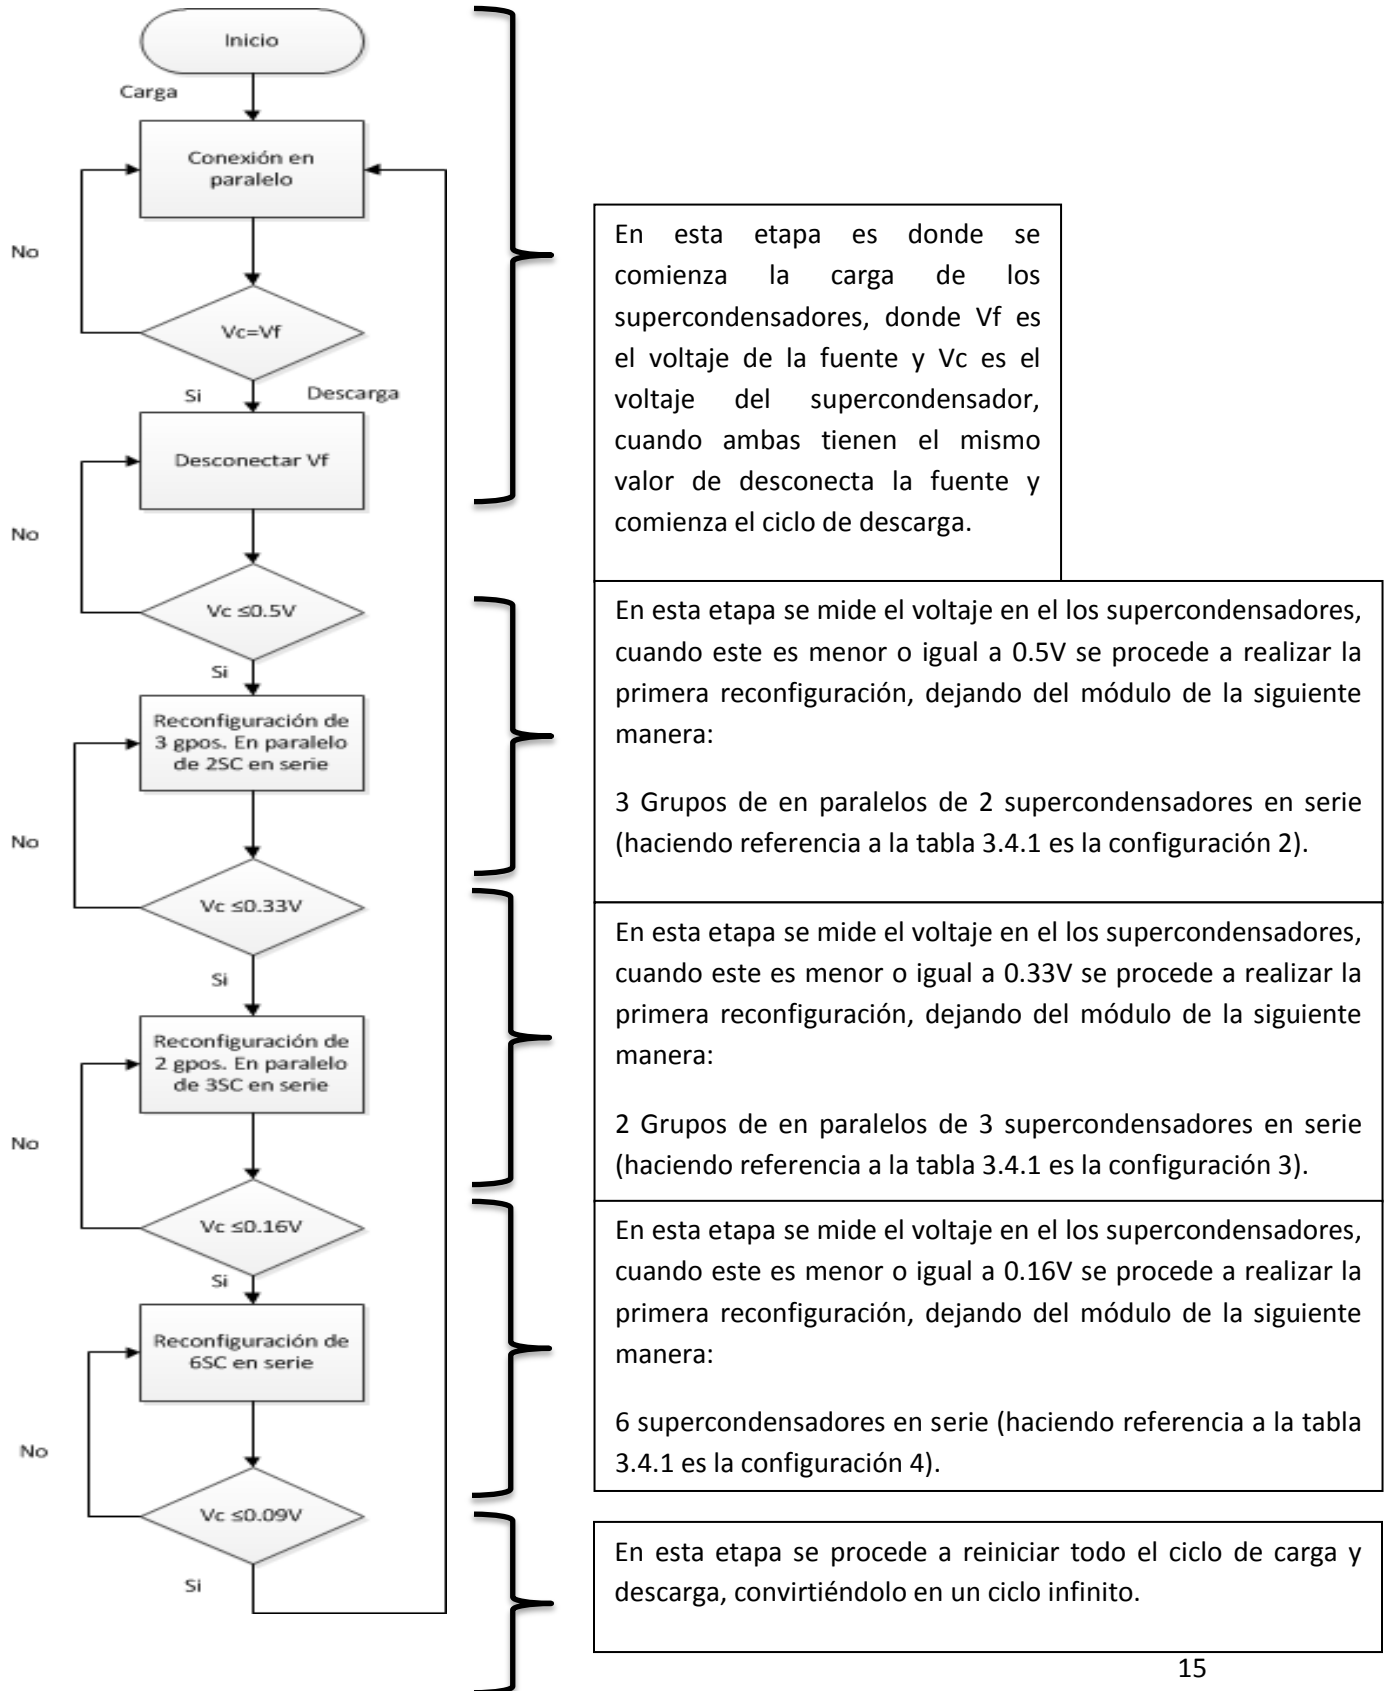 Inicio
Carga
Conexión en
paralelo
No
Vc=Vf
Si
Descarga
Desconectar Vf
No
Vc ≤0.5V
Si
Reconfiguración de
3 gpos. En paralelo
de 2SC en serie
No
Vc ≤0.33V
Si
Reconfiguración de
2 gpos. En paralelo
de 3SC en serie
No
Vc ≤0.16V
Si
Reconfiguración de
6SC en serie
No
Vc ≤0.09V
Si
En esta etapa es donde se
comienza la carga de los
supercondensadores, donde Vf es
el voltaje de la fuente y Vc es el
voltaje del supercondensador,
cuando ambas tienen el mismo
valor de desconecta la fuente y
comienza el ciclo de descarga.
En esta etapa se mide el voltaje en el los supercondensadores,
cuando este es menor o igual a 0.5V se procede a realizar la
primera reconfiguración, dejando del módulo de la siguiente
manera:
3 Grupos de en paralelos de 2 supercondensadores en serie
(haciendo referencia a la tabla 3.4.1 es la configuración 2).
En esta etapa se mide el voltaje en el los supercondensadores,
cuando este es menor o igual a 0.33V se procede a realizar la
primera reconfiguración, dejando del módulo de la siguiente
manera:
2 Grupos de en paralelos de 3 supercondensadores en serie
(haciendo referencia a la tabla 3.4.1 es la configuración 3).
En esta etapa se mide el voltaje en el los supercondensadores,
cuando este es menor o igual a 0.16V se procede a realizar la
primera reconfiguración, dejando del módulo de la siguiente
manera:
6 supercondensadores en serie (haciendo referencia a la tabla
3.4.1 es la configuración 4).
En esta etapa se procede a reiniciar todo el ciclo de carga y
descarga, convirtiéndolo en un ciclo infinito.
15